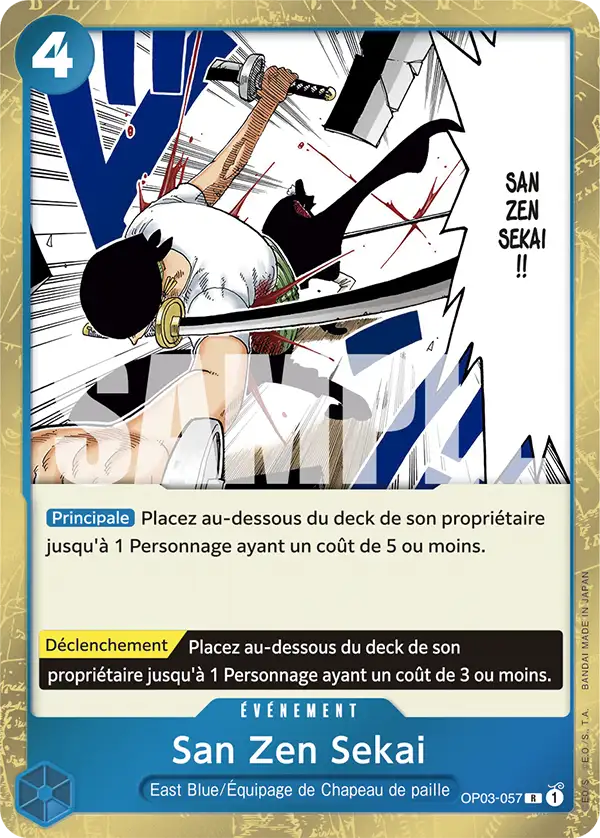 4
SAN
ZEN
SEKAI
!!
SAMPL
Principale Placez au-dessous du deck de son propriétaire
jusqu'à 1 Personnage ayant un coût de 5 ou moins.
Déclenchement Placez au-dessous du deck de son
propriétaire jusqu'à 1 Personnage ayant un coût de 3 ou moins.
ÉVÉNEMENT
San Zen Sekai
East Blue/Équipage de Chapeau de paille
OP03-057 R 1
BANDAI MADE IN JAPAN